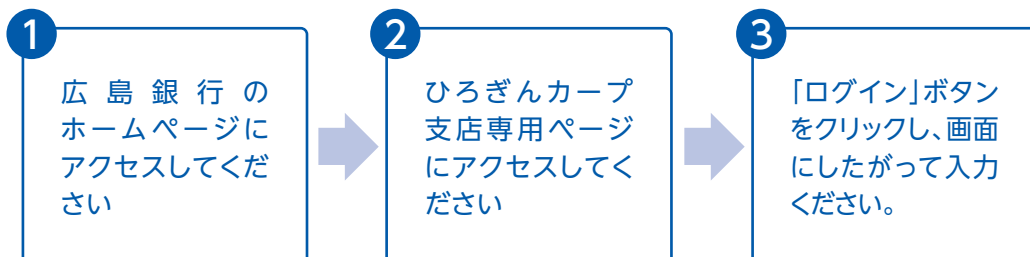 1
広島銀行の
ホームページに
アクセスしてくだ
さい
2
ひろぎんカープ
支店専用ページ
にアクセスしてく
ださい
3
「ログイン」ボタン
をクリックし、画面
にしたがって入力
ください。